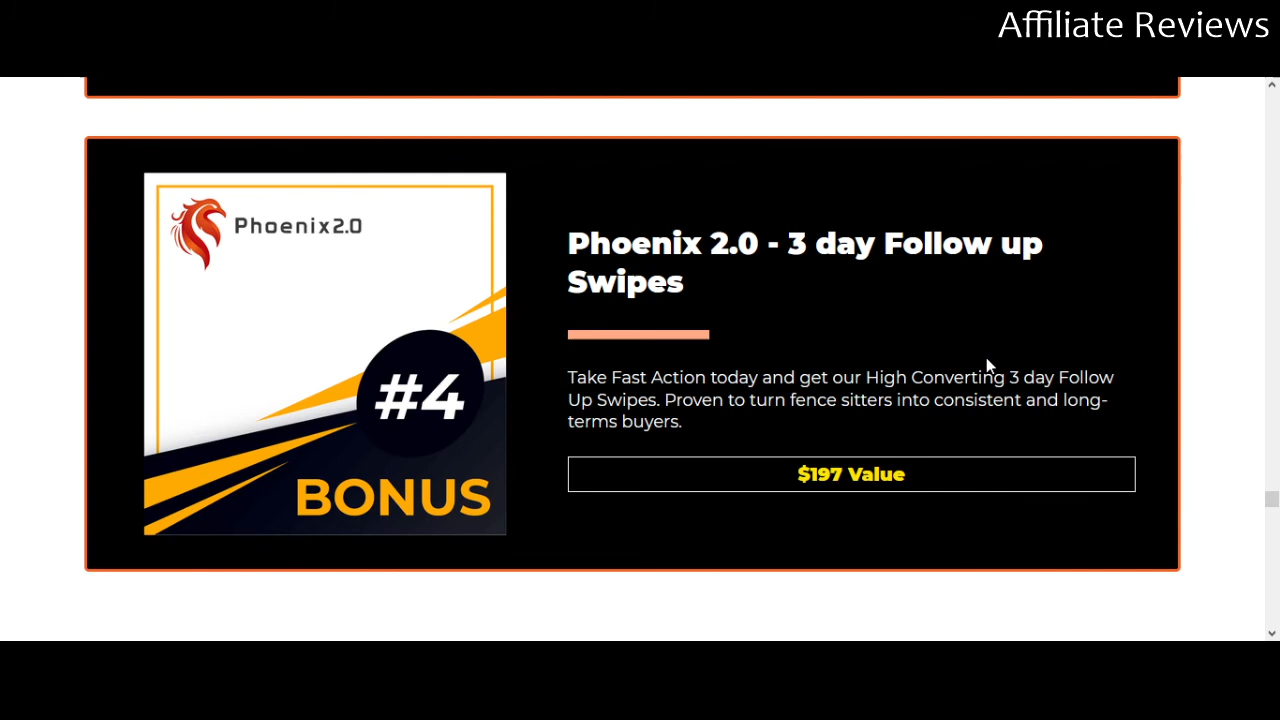 Affiliate Reviews
Phoenix2.0
#4
BONUS
Phoenix 2.0 - 3 day Follow up
Swipes
Take Fast Action today and get our High Converting 3 day Follow
Up Swipes. Proven to turn fence sitters into consistent and long-
terms buyers.
$197 Value